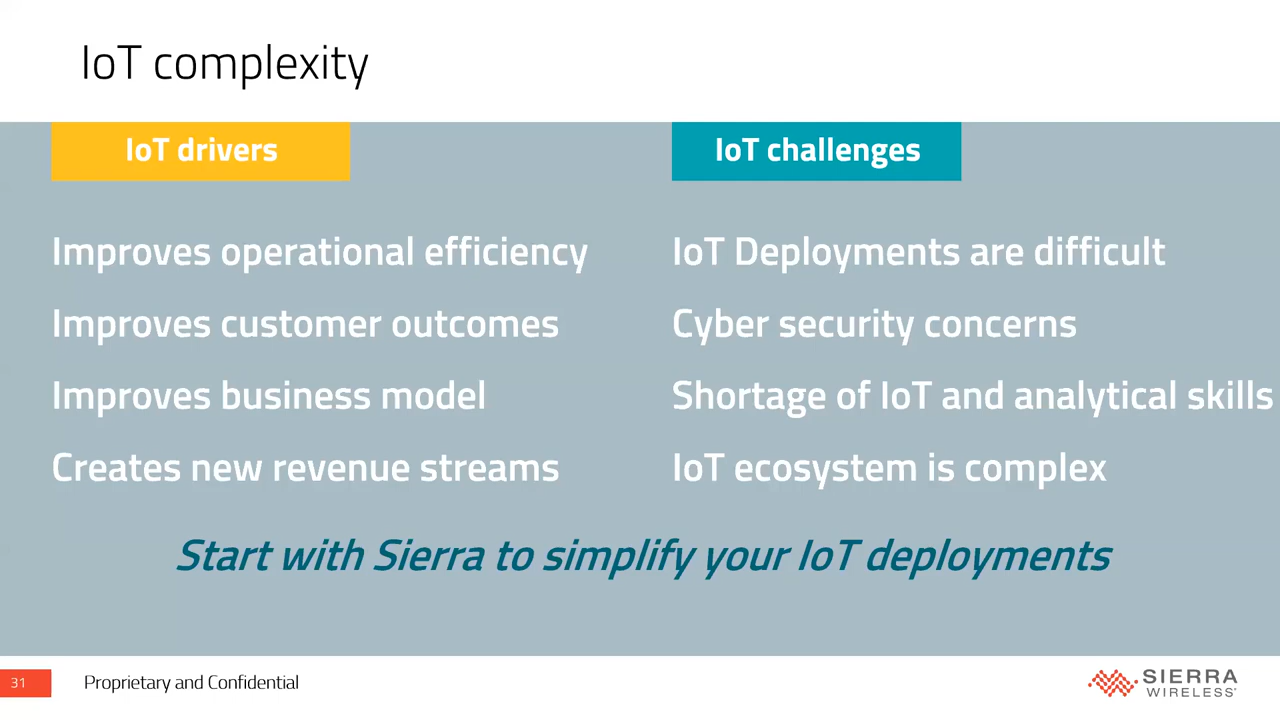 IoT complexity
IoT drivers
Improves operational efficiency
Improves customer outcomes
Improves business model
Creates new revenue streams
IoT challenges
IoT Deployments are difficult
Cyber security concerns
Shortage of IoT and analytical skills
IoT ecosystem is complex
Start with Sierra to simplify your IoT deployments
31
Proprietary and Confidential
SIERRA
WIRELESS